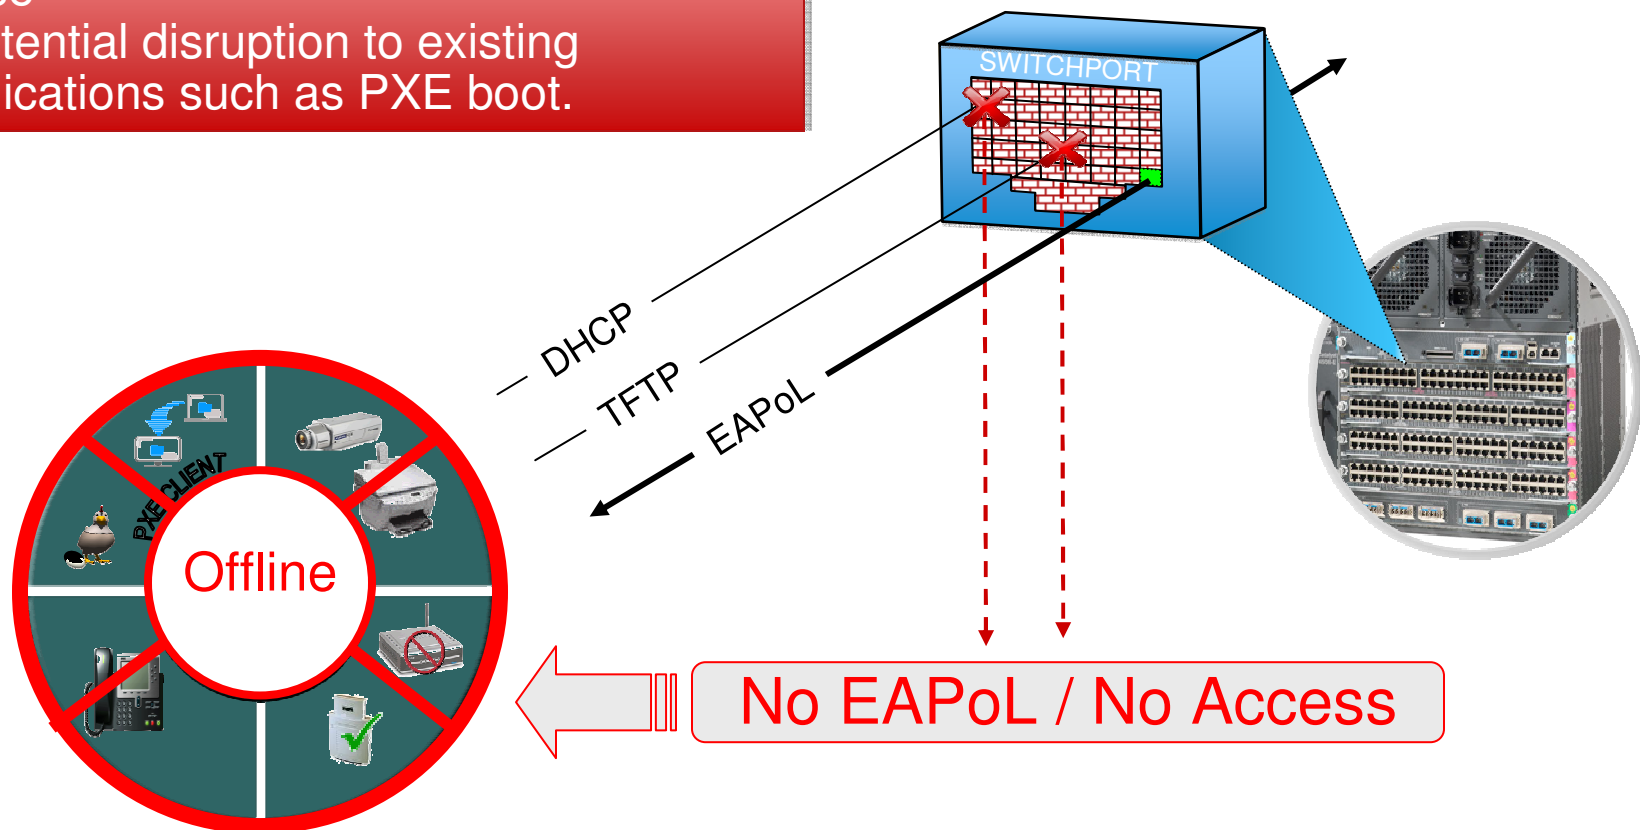 tential disruption to existing
ications such as PXE boot.
SWITCHPORT
DHCP
TFTP
EAPoL
PXE CLIENT
Offline
No EAPoL / No Access